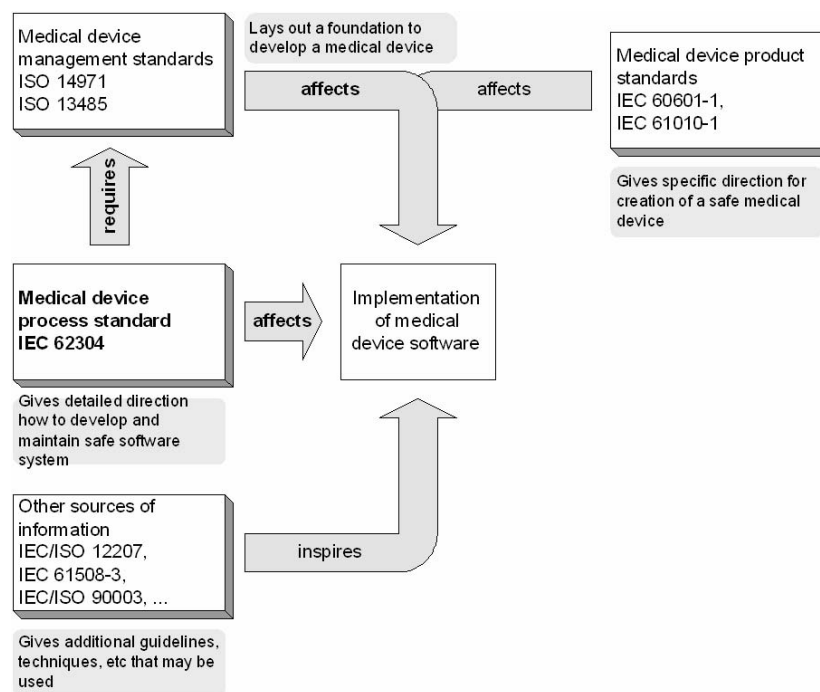 Medical device
management standards
ISO 14971
ISO 13485
Lays out a foundation to
develop a medical device
affects
affects
Medical device product
standards
IEC 60601-1,
IEC 61010-1
Gives specific direction for
creation of a safe medical
device
requires
Medical device
process standard
IEC 62304
affects
Implementation
of medical
device software
Gives detailed direction
how to develop and
maintain safe software
system
Other sources of
information
IEC/ISO 12207,
IEC 61508-3,
IEC/ISO 90003, ...
inspires
Gives additional guidelines,
techniques, etc that may be
used